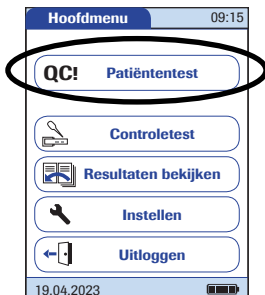 Hoofdmenu 09:15
QC! Patiëntentest
Controletest
Resultaten bekijken
Instellen
Uitloggen
19.04.2023